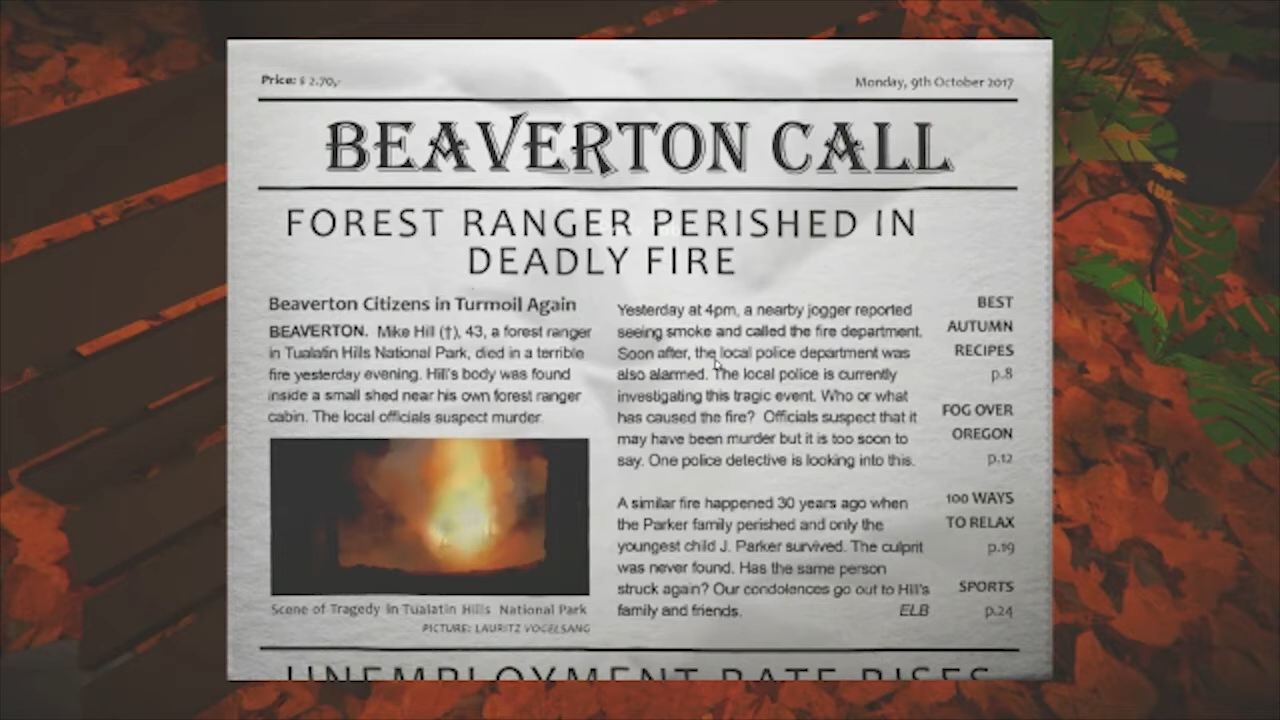 Price: $ 2.70,-
Monday, 9th October 2017
BEAVERTON CALL
FOREST RANGER PERISHED IN
DEADLY FIRE
Beaverton Citizens in Turmoil Again
BEAVERTON. Mike Hill (†), 43, a forest ranger
in Tualatin Hills National Park, died in a terrible
fire yesterday evening. Hill's body was found
inside a small shed near his own forest ranger
cabin. The local officials suspect murder.
Scene of Tragedy in Tualatin Hills National Park
PICTURE: LAURITZ VOGELSANG
Yesterday at 4pm, a nearby jogger reported
seeing smoke and called the fire department.
Soon after, the local police department was
also alarmed. The local police is currently
investigating this tragic event. Who or what
has caused the fire? Officials suspect that it
may have been murder but it is too soon to
say. One police detective is looking into this.
A similar fire happened 30 years ago when
the Parker family perished and only the
youngest child J. Parker survived. The culprit
was never found. Has the same person
struck again? Our condolences go out to Hill's
family and friends.
ELB
BEST
AUTUMN
RECIPES
p.8
FOG OVER
OREGON
p.12
100 WAYS
TO RELAX
p.19
SPORTS
p.24
UNEMPLOYMENT RATE RISES